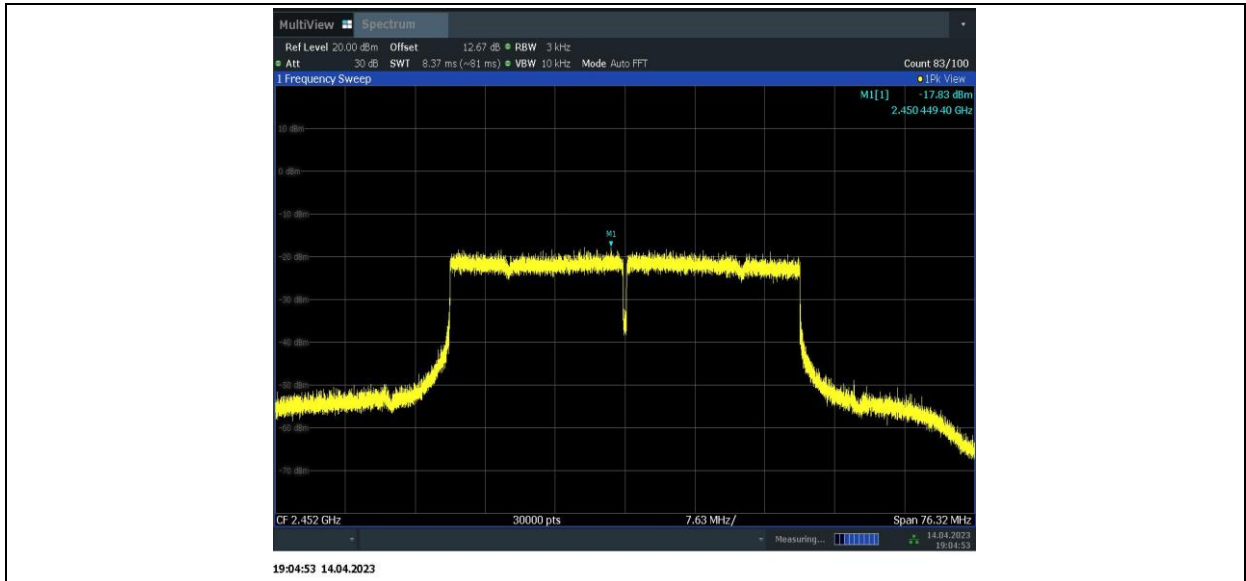 MultiView Spectrum
Ref Level 20.00 dBm Offset 12.67 dB RBW 3 kHz
Att 30 dB SWT 8.37 ms (~81 ms) VBW 10 kHz Mode Auto FFT Count 83/100
1 Frequency Sweep 1Pk View
M1[1] -17.83 dBm
2.450 449 40 GHz
10 dBm
0 dBm
-10 dBm
M1
-20 dBm
-30 dBm
-40 dBm
-50 dBm
-60 dBm
-70 dBm
CF 2.452 GHz 30000 pts 7.63 MHz/ Span 76.32 MHz
Measuring... 14.04.2023
19:04:53
19:04:53 14.04.2023